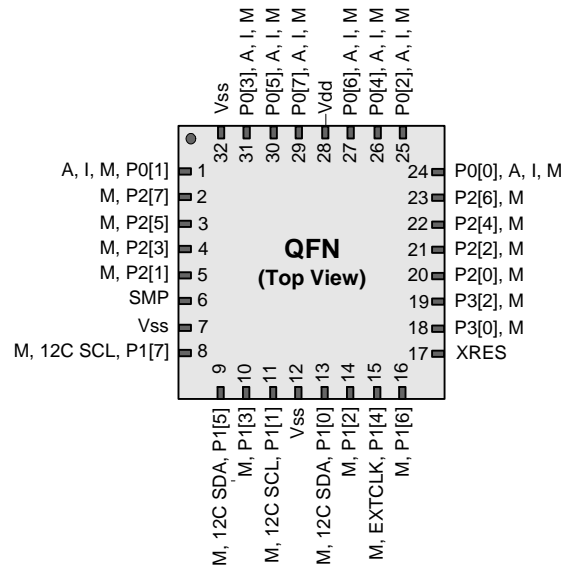 Vss
P0[3], A, I, M
P0[5], A, I, M
P0[7], A, I, M
Vdd
P0[6], A, I, M
P0[4], A, I, M
P0[2], A, I, M
32
31
30
29
28
27
26
25
A, I, M, P0[1]
1
M, P2[7]
2
M, P2[5]
3
M, P2[3]
4
M, P2[1]
5
SMP
6
Vss
7
M, 12C SCL, P1[7]
8
QFN
(Top View)
24
P0[0], A, I, M
23
P2[6], M
22
P2[4], M
21
P2[2], M
20
P2[0], M
19
P3[2], M
18
P3[0], M
17
XRES
9
10
11
12
13
14
15
16
M, 12C SDA, P1[5]
M, P1[3]
M, 12C SCL, P1[1]
Vss
M, 12C SDA, P1[0]
M, P1[2]
M, EXTCLK, P1[4]
M, P1[6]